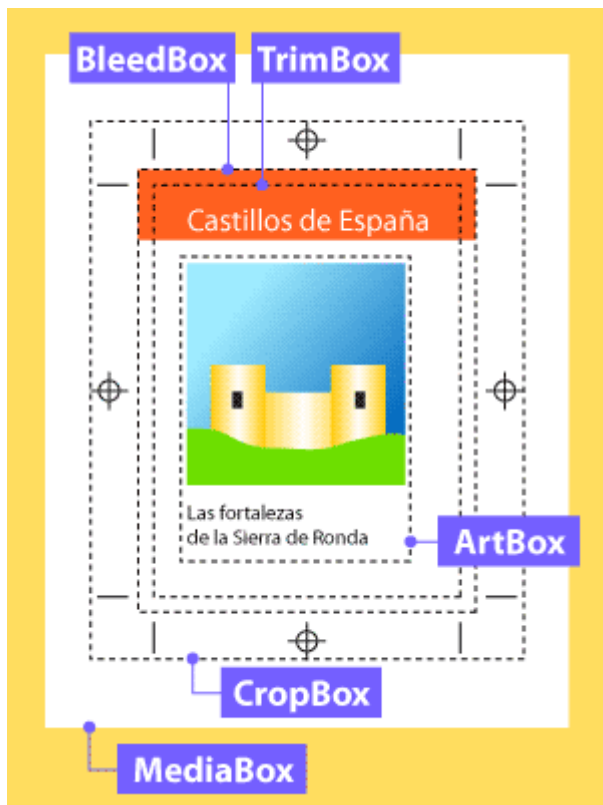 BleedBox TrimBox
Castillos de España
Las fortalezas
de la Sierra de Ronda
ArtBox
CropBox
MediaBox